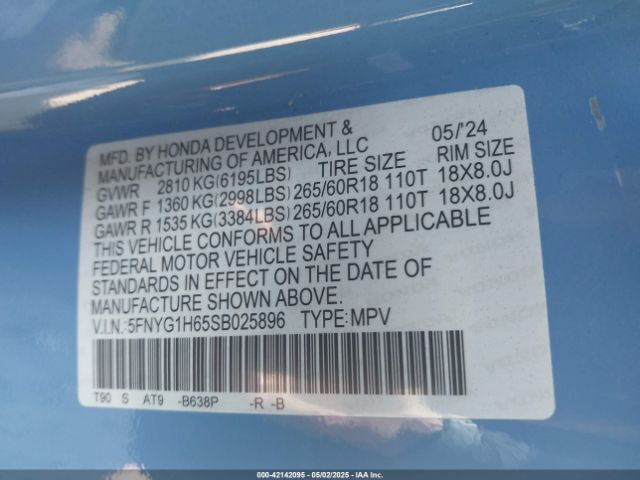 MFD. BY HONDA DEVELOPMENT & 05/'24
MANUFACTURING OF AMERICA, LLC
GVWR 2810 KG(6195LBS) TIRE SIZE RIM SIZE
GAWR F 1360 KG(2998LBS) 265/60R18 110T 18X8.0J
GAWR R 1535 KG(3384LBS) 265/60R18 110T 18X8.0J
THIS VEHICLE CONFORMS TO ALL APPLICABLE
FEDERAL MOTOR VEHICLE SAFETY
STANDARDS IN EFFECT ON THE DATE OF
MANUFACTURE SHOWN ABOVE.
V.I.N.:5FNYG1H65SB025896 TYPE:MPV
T90 S AT9 -B638P -R -B
000-42142095 - 05/02/2025 - IAA Inc.